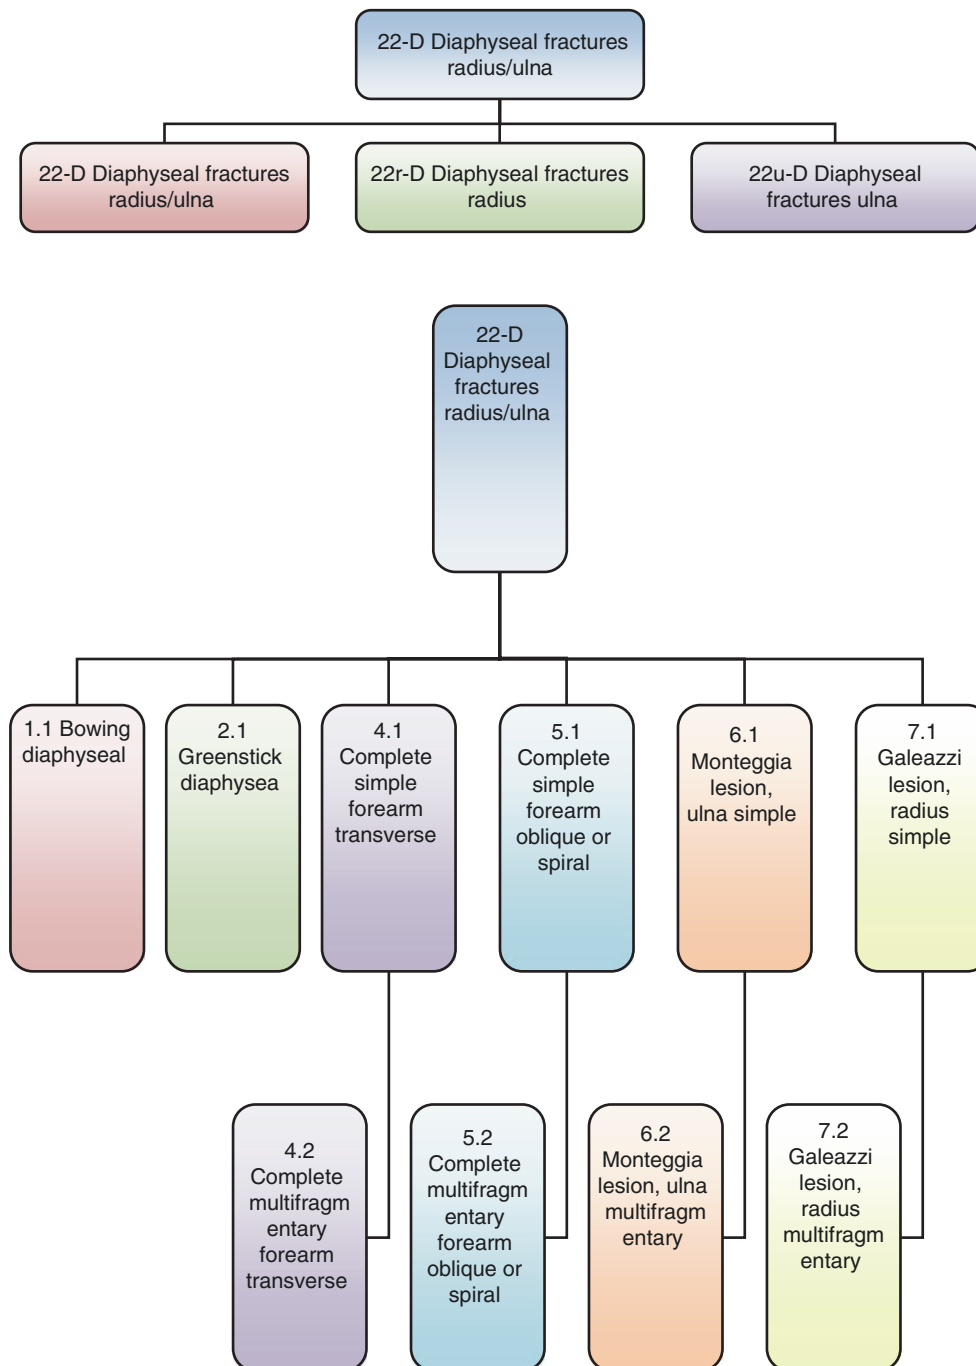 22-D Diaphyseal fractures
radius/ulna
22-D Diaphyseal fractures
radius/ulna
22r-D Diaphyseal fractures
radius
22u-D Diaphyseal
fractures ulna
22-D
Diaphyseal
fractures
radius/ulna
1.1 Bowing
diaphyseal
2.1
Greenstick
diaphysea
4.1
Complete
simple
forearm
transverse
5.1
Complete
simple
forearm
oblique or
spiral
6.1
Monteggia
lesion,
ulna simple
7.1
Galeazzi
lesion,
radius
simple
4.2
Complete
multifragm
entary
forearm
transverse
5.2
Complete
multifragm
entary
forearm
oblique or
spiral
6.2
Monteggia
lesion, ulna
multifragm
entary
7.2
Galeazzi
lesion,
radius
multifragm
entary